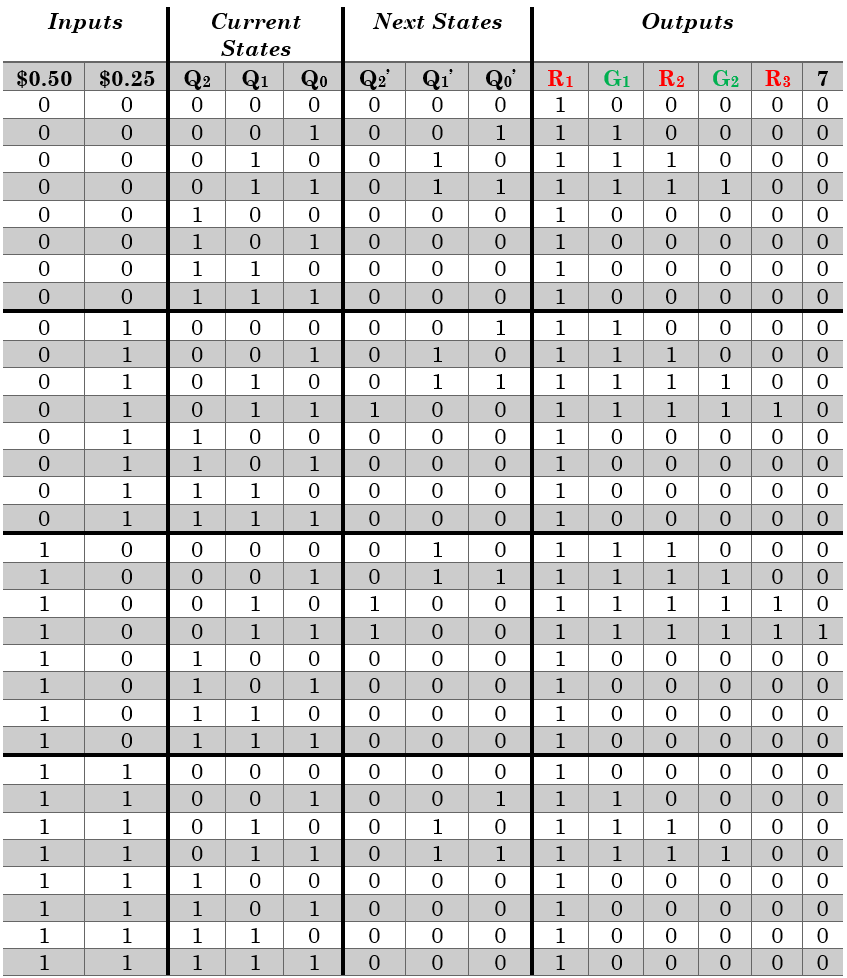 Inputs Current States Next States Outputs
$0.50 $0.25 Q2 Q1 Q0 Q2’ Q1’ Q0’ R1 G1 R2 G2 R3 7
0 0 0 0 0 0 0 0 1 0 0 0 0 0
0 0 0 0 1 0 0 1 1 1 0 0 0 0
0 0 0 1 0 0 1 0 1 1 1 0 0 0
0 0 0 1 1 0 1 1 1 1 1 1 0 0
0 0 1 0 0 0 0 0 1 0 0 0 0 0
0 0 1 0 1 0 0 0 1 0 0 0 0 0
0 0 1 1 0 0 0 0 1 0 0 0 0 0
0 0 1 1 1 0 0 0 1 0 0 0 0 0
0 1 0 0 0 0 0 1 1 1 0 0 0 0
0 1 0 0 1 0 1 0 1 1 1 0 0 0
0 1 0 1 0 0 1 1 1 1 1 1 0 0
0 1 0 1 1 1 0 0 1 1 1 1 1 0
0 1 1 0 0 0 0 0 1 0 0 0 0 0
0 1 1 0 1 0 0 0 1 0 0 0 0 0
0 1 1 1 0 0 0 0 1 0 0 0 0 0
0 1 1 1 1 0 0 0 1 0 0 0 0 0
1 0 0 0 0 0 1 0 1 1 1 0 0 0
1 0 0 0 1 0 1 1 1 1 1 1 0 0
1 0 0 1 0 1 0 0 1 1 1 1 1 0
1 0 0 1 1 1 0 0 1 1 1 1 1 1
1 0 1 0 0 0 0 0 1 0 0 0 0 0
1 0 1 0 1 0 0 0 1 0 0 0 0 0
1 0 1 1 0 0 0 0 1 0 0 0 0 0
1 0 1 1 1 0 0 0 1 0 0 0 0 0
1 1 0 0 0 0 0 0 1 0 0 0 0 0
1 1 0 0 1 0 0 1 1 1 0 0 0 0
1 1 0 1 0 0 1 0 1 1 1 0 0 0
1 1 0 1 1 0 1 1 1 1 1 1 0 0
1 1 1 0 0 0 0 0 1 0 0 0 0 0
1 1 1 0 1 0 0 0 1 0 0 0 0 0
1 1 1 1 0 0 0 0 1 0 0 0 0 0
1 1 1 1 1 0 0 0 1 0 0 0 0 0